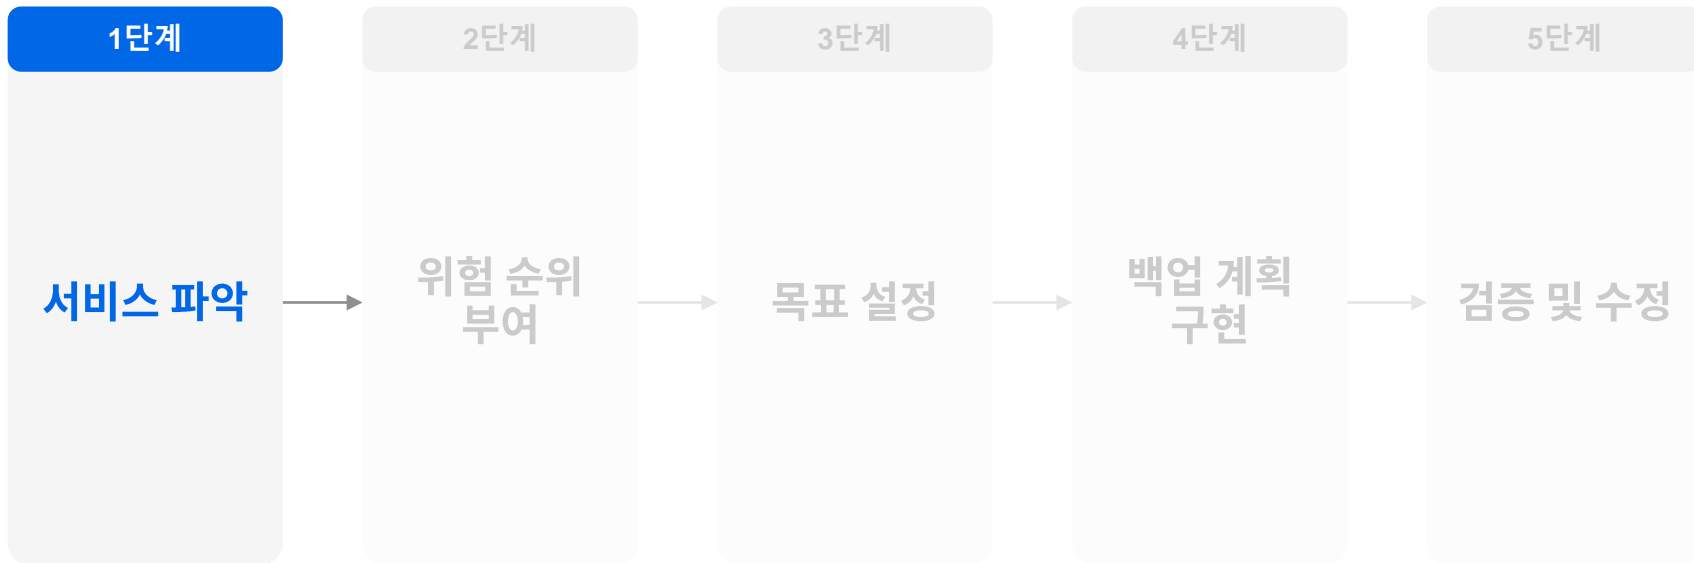 1단계
서비스 파악
2단계
위험 순위
부여
3단계
목표 설정
4단계
백업 계획
구현
5단계
검증 및 수정